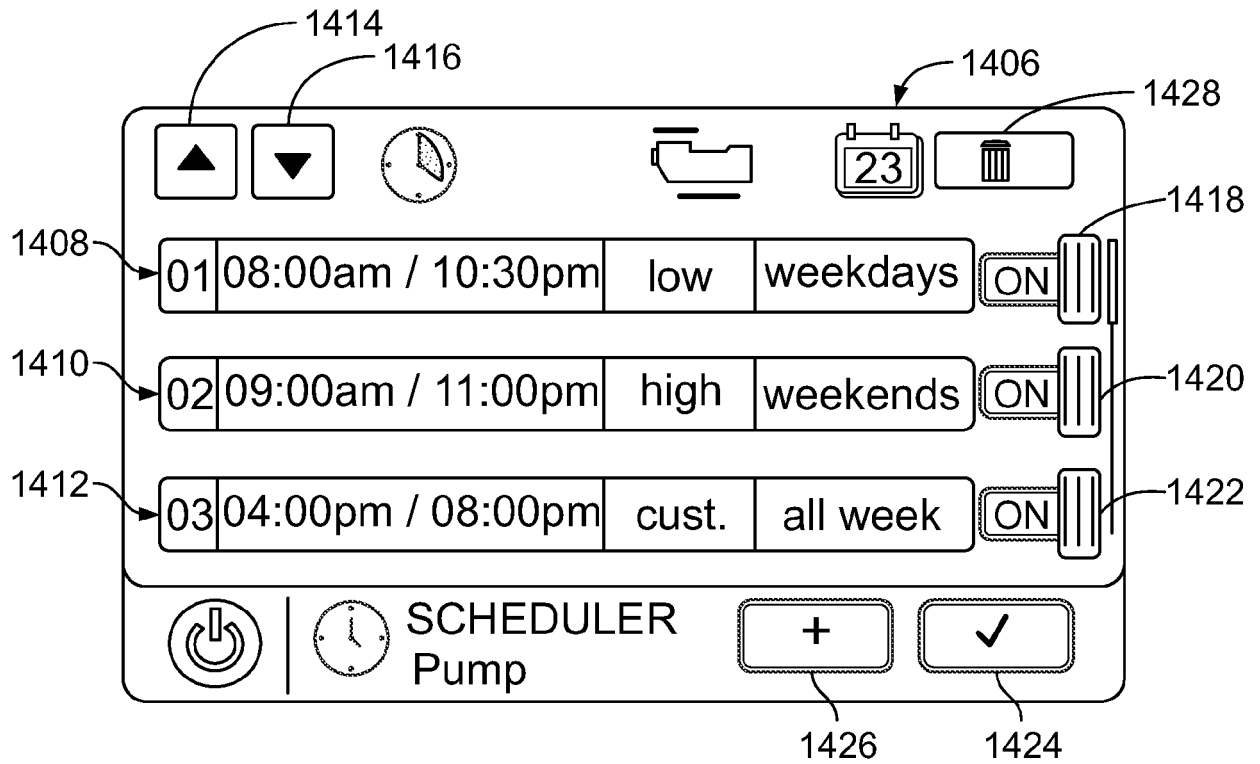 1414
1416
1406
1428
23
1418
1408
01 08:00am / 10:30pm low weekdays ON
1410
02 09:00am / 11:00pm high weekends ON
1420
1412
03 04:00pm / 08:00pm cust. all week ON
1422
SCHEDULER
Pump
+ ✓
1426 1424